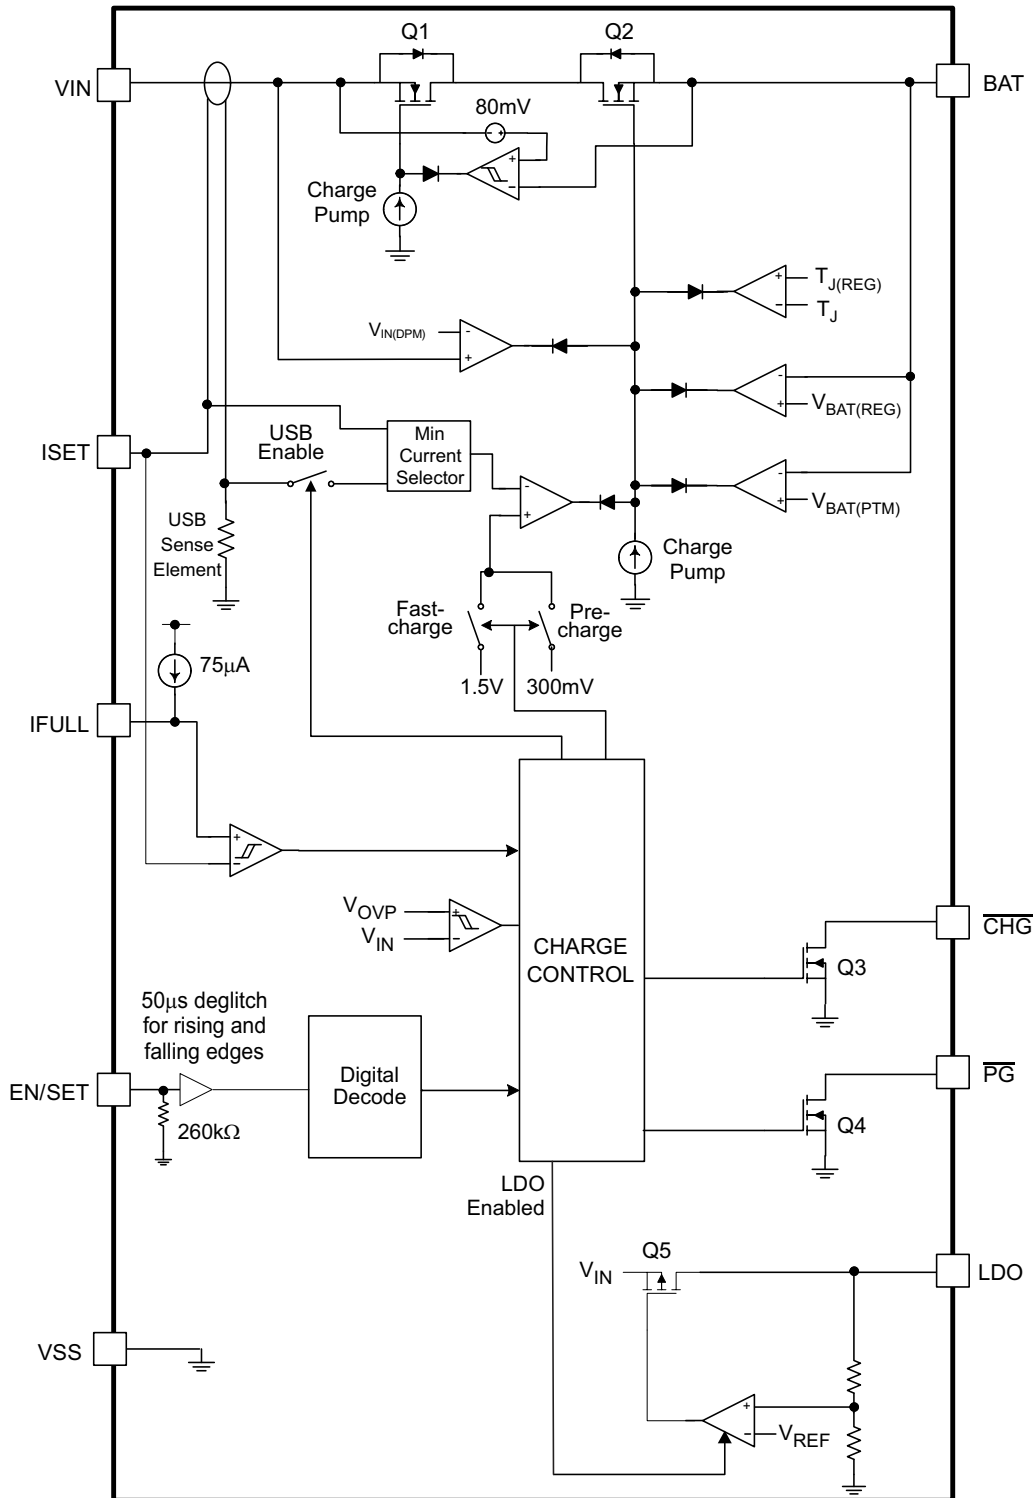 Q1
Q2
VIN
BAT
80mV
Charge
Pump
TJ(REG)
TJ
VIN(DPM)
VBAT(REG)
USB
Enable
Min
Current
Selector
ISET
VBAT(PTM)
USB
Sense
Element
Charge
Pump
Fast-
charge
Pre-
charge
75µA
1.5V
300mV
IFULL
VOVP
VIN
CHARGE
CONTROL
CHG
Q3
50µs deglitch
for rising and
falling edges
EN/SET
260kΩ
Digital
Decode
PG
Q4
LDO
Enabled
Q5
VIN
LDO
VSS
VREF